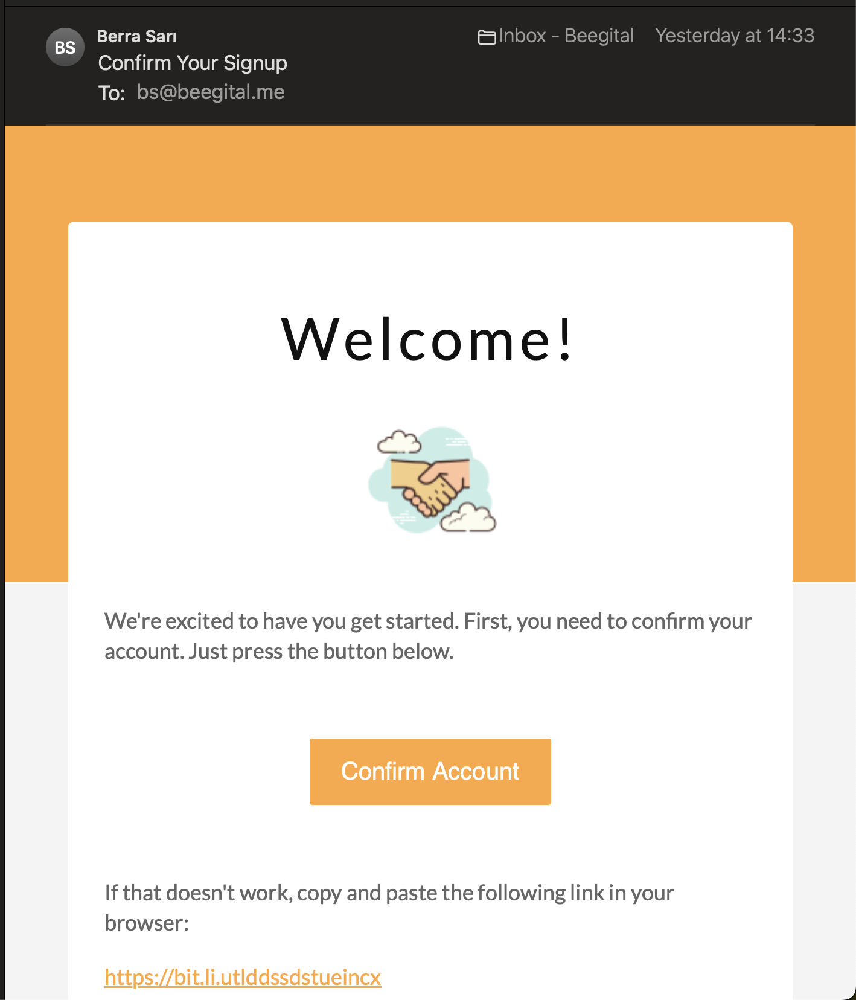 BS
Berra Sarı
Inbox - Beegital
Yesterday at 14:33
Confirm Your Signup
To: bs@beegital.me
Welcome!
We're excited to have you get started. First, you need to confirm your
account. Just press the button below.
Confirm Account
If that doesn't work, copy and paste the following link in your
browser:
https://bit.li.utlddssdstueincx